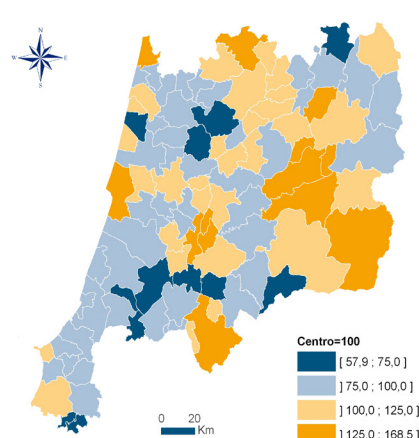 N
W
E
S
Centro=100
[ 57,9 ; 75,0 ]
] 75,0 ; 100,0 ]
] 100,0 ; 125,0 ]
] 125,0 ; 168,5 ]
0 20
Km